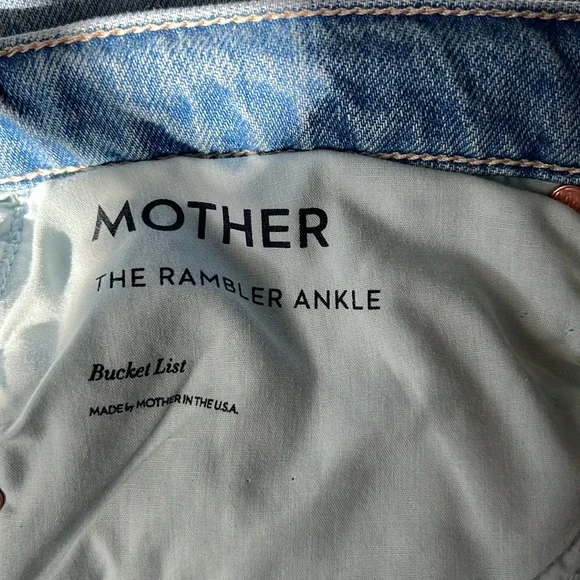 MOTHER
THE RAMBLER ANKLE
Bucket List
MADE by MOTHER IN THE U.S.A.